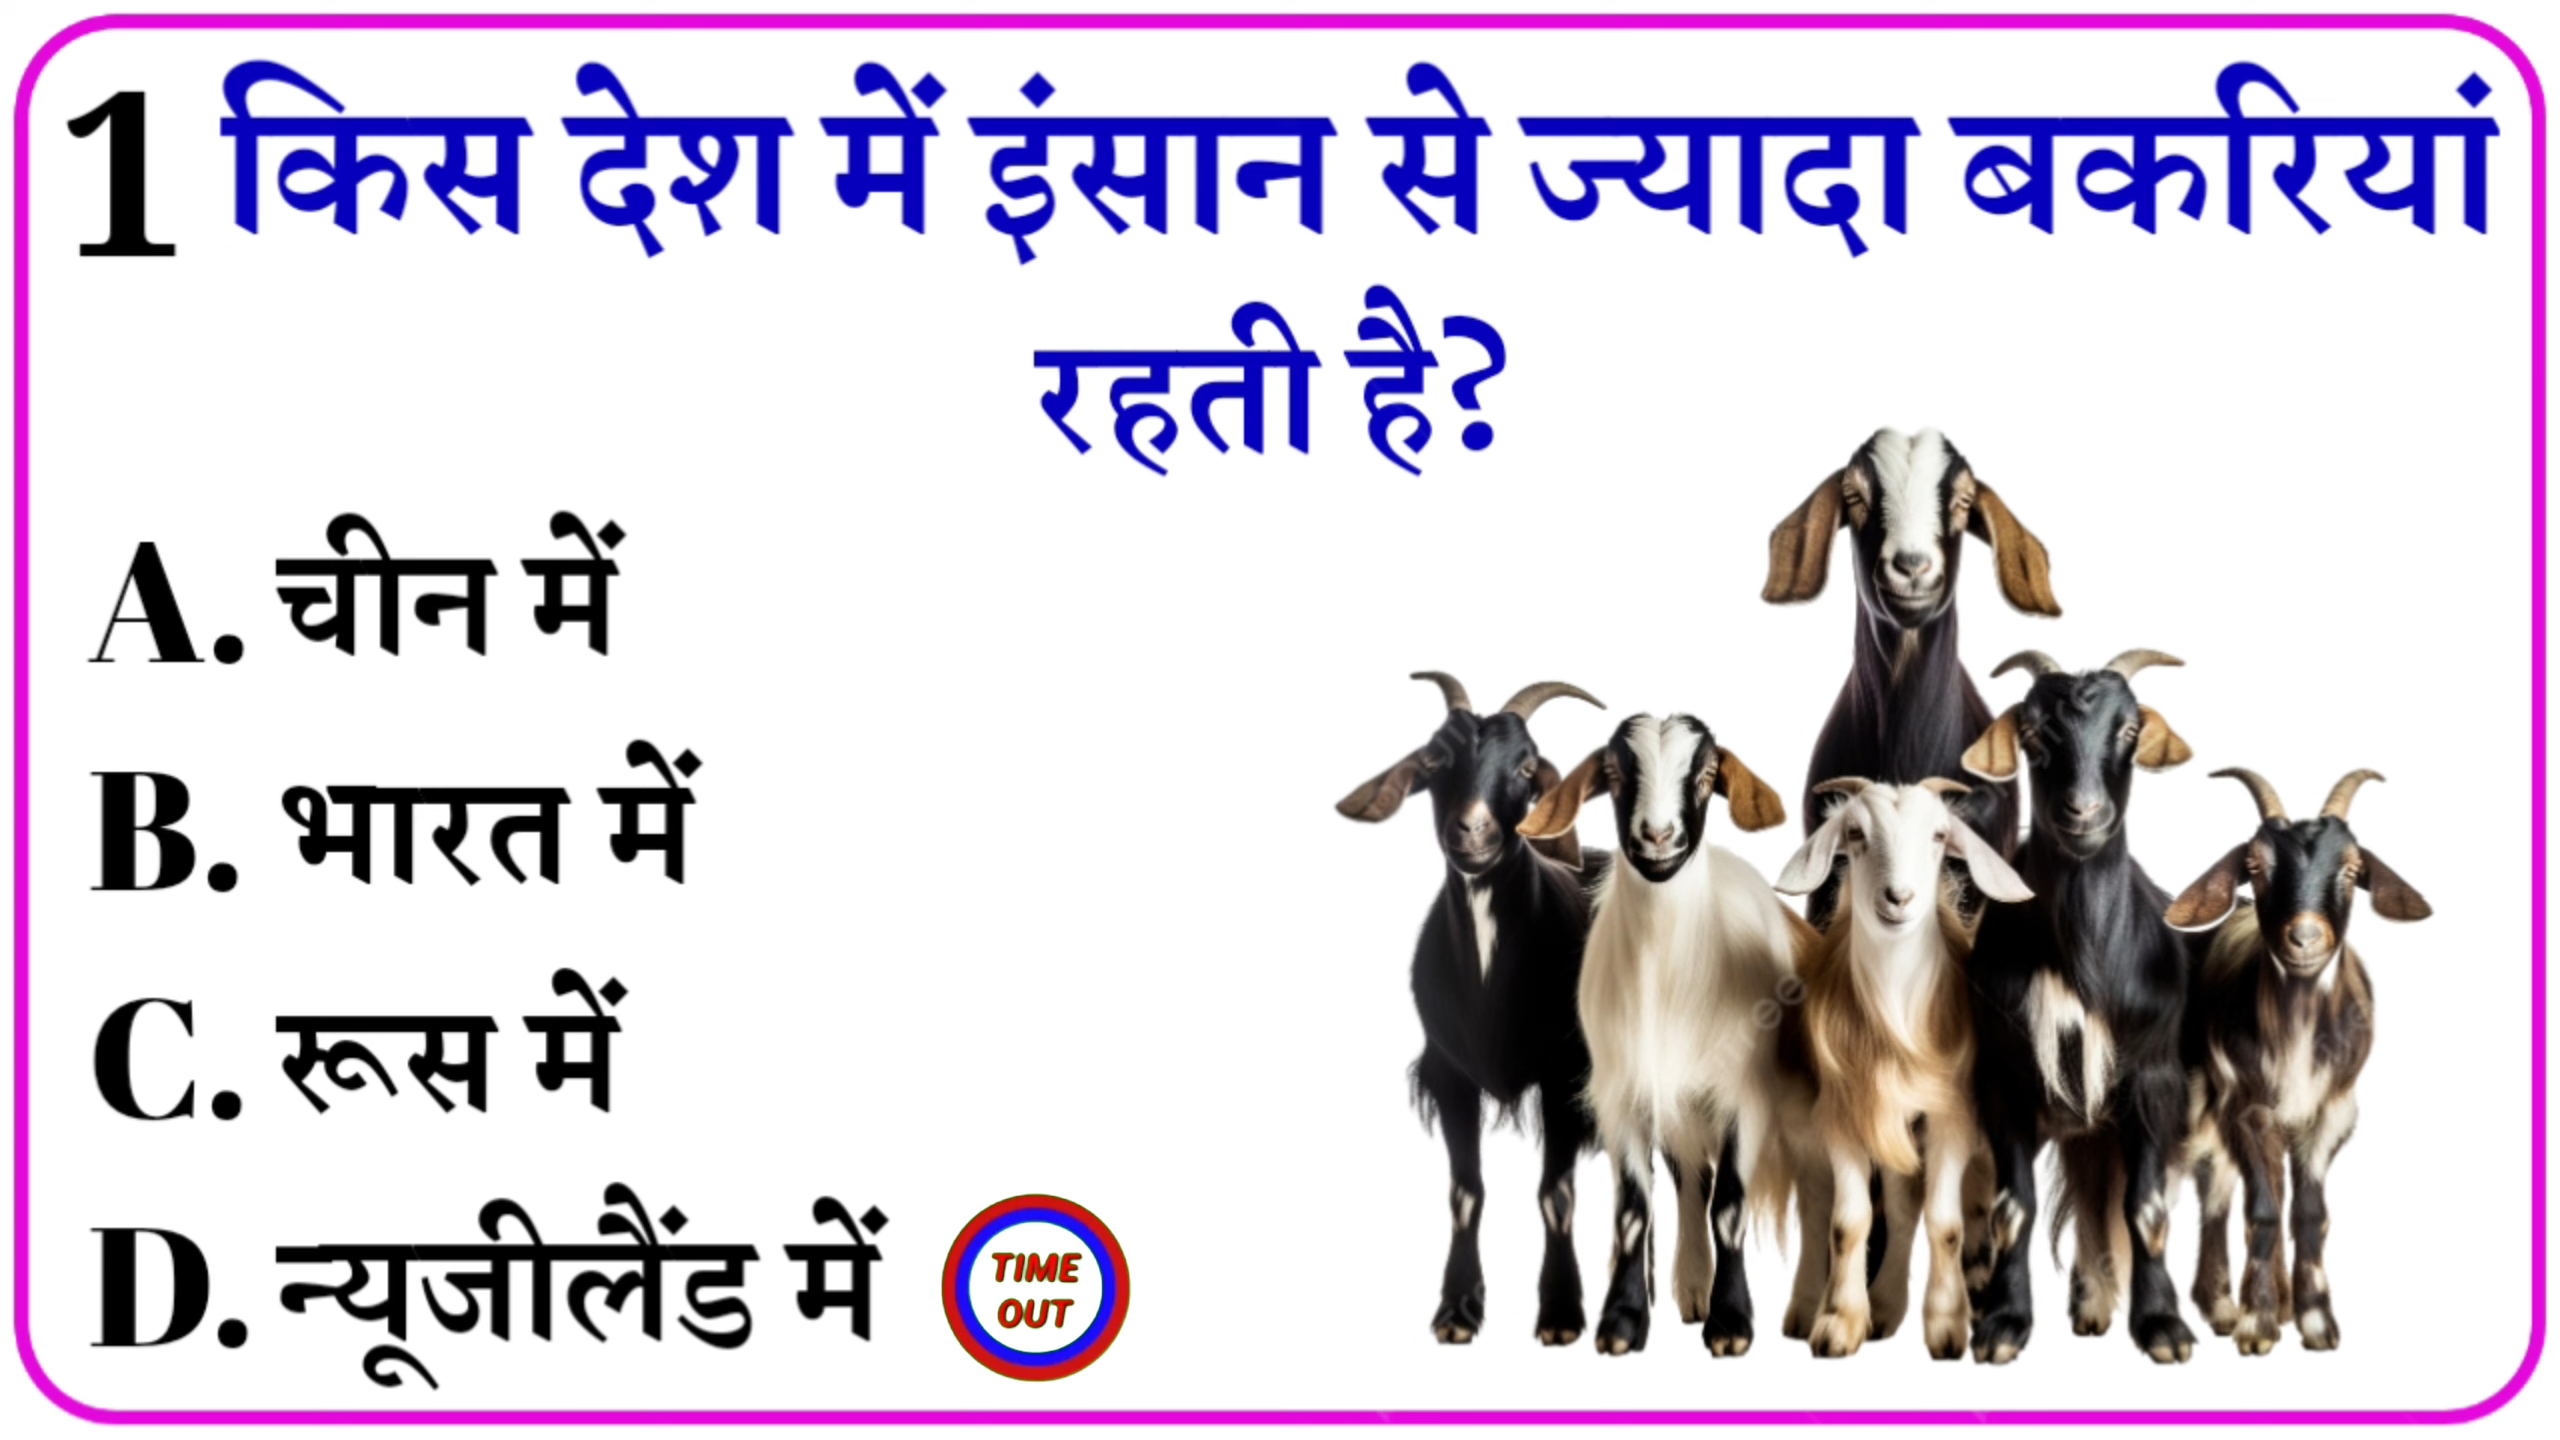 1 किस देश में इंसान से ज्यादा बकरियां
रहती है?
A. चीन में
B. भारत में
C. रूस में
D. न्यूजीलैंड में
TIME
OUT